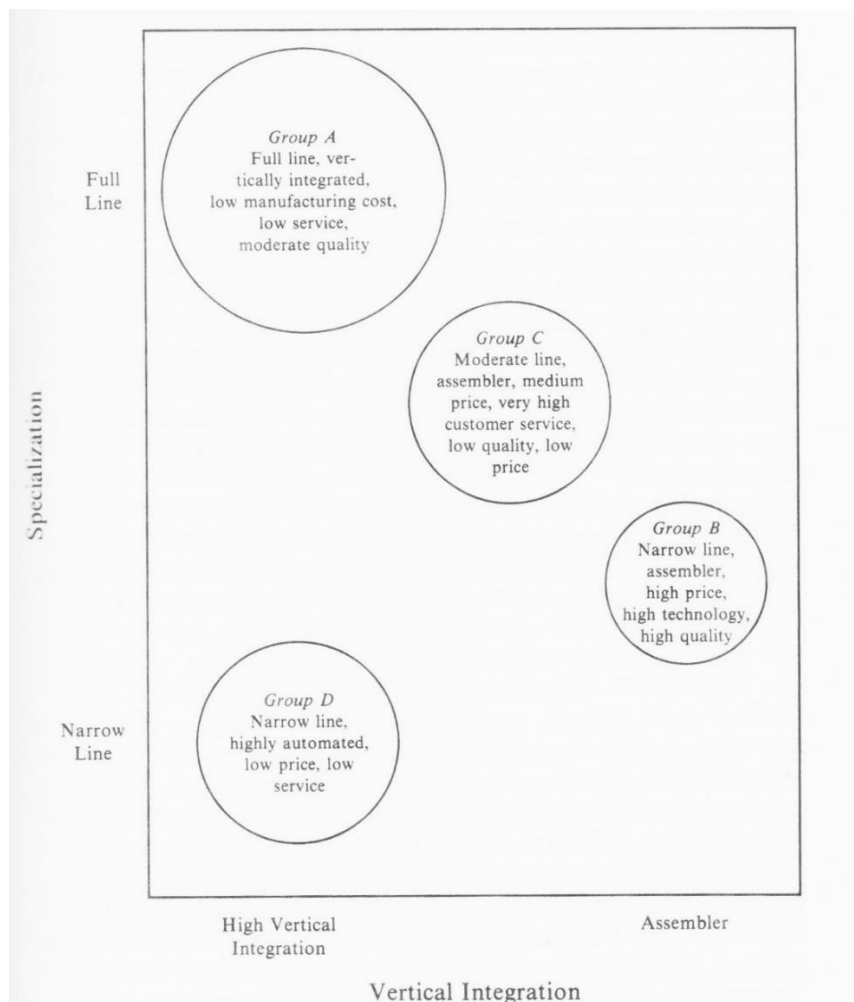 Group A
Full line, ver-
tically integrated,
low manufacturing cost,
low service,
moderate quality
Full
Line
Group C
Moderate line,
assembler, medium
price, very high
customer service,
low quality, low
price
Specialization
Group B
Narrow line,
assembler,
high price,
high technology,
high quality
Group D
Narrow line,
highly automated,
low price, low
service
Narrow
Line
High Vertical
Integration
Assembler
Vertical Integration